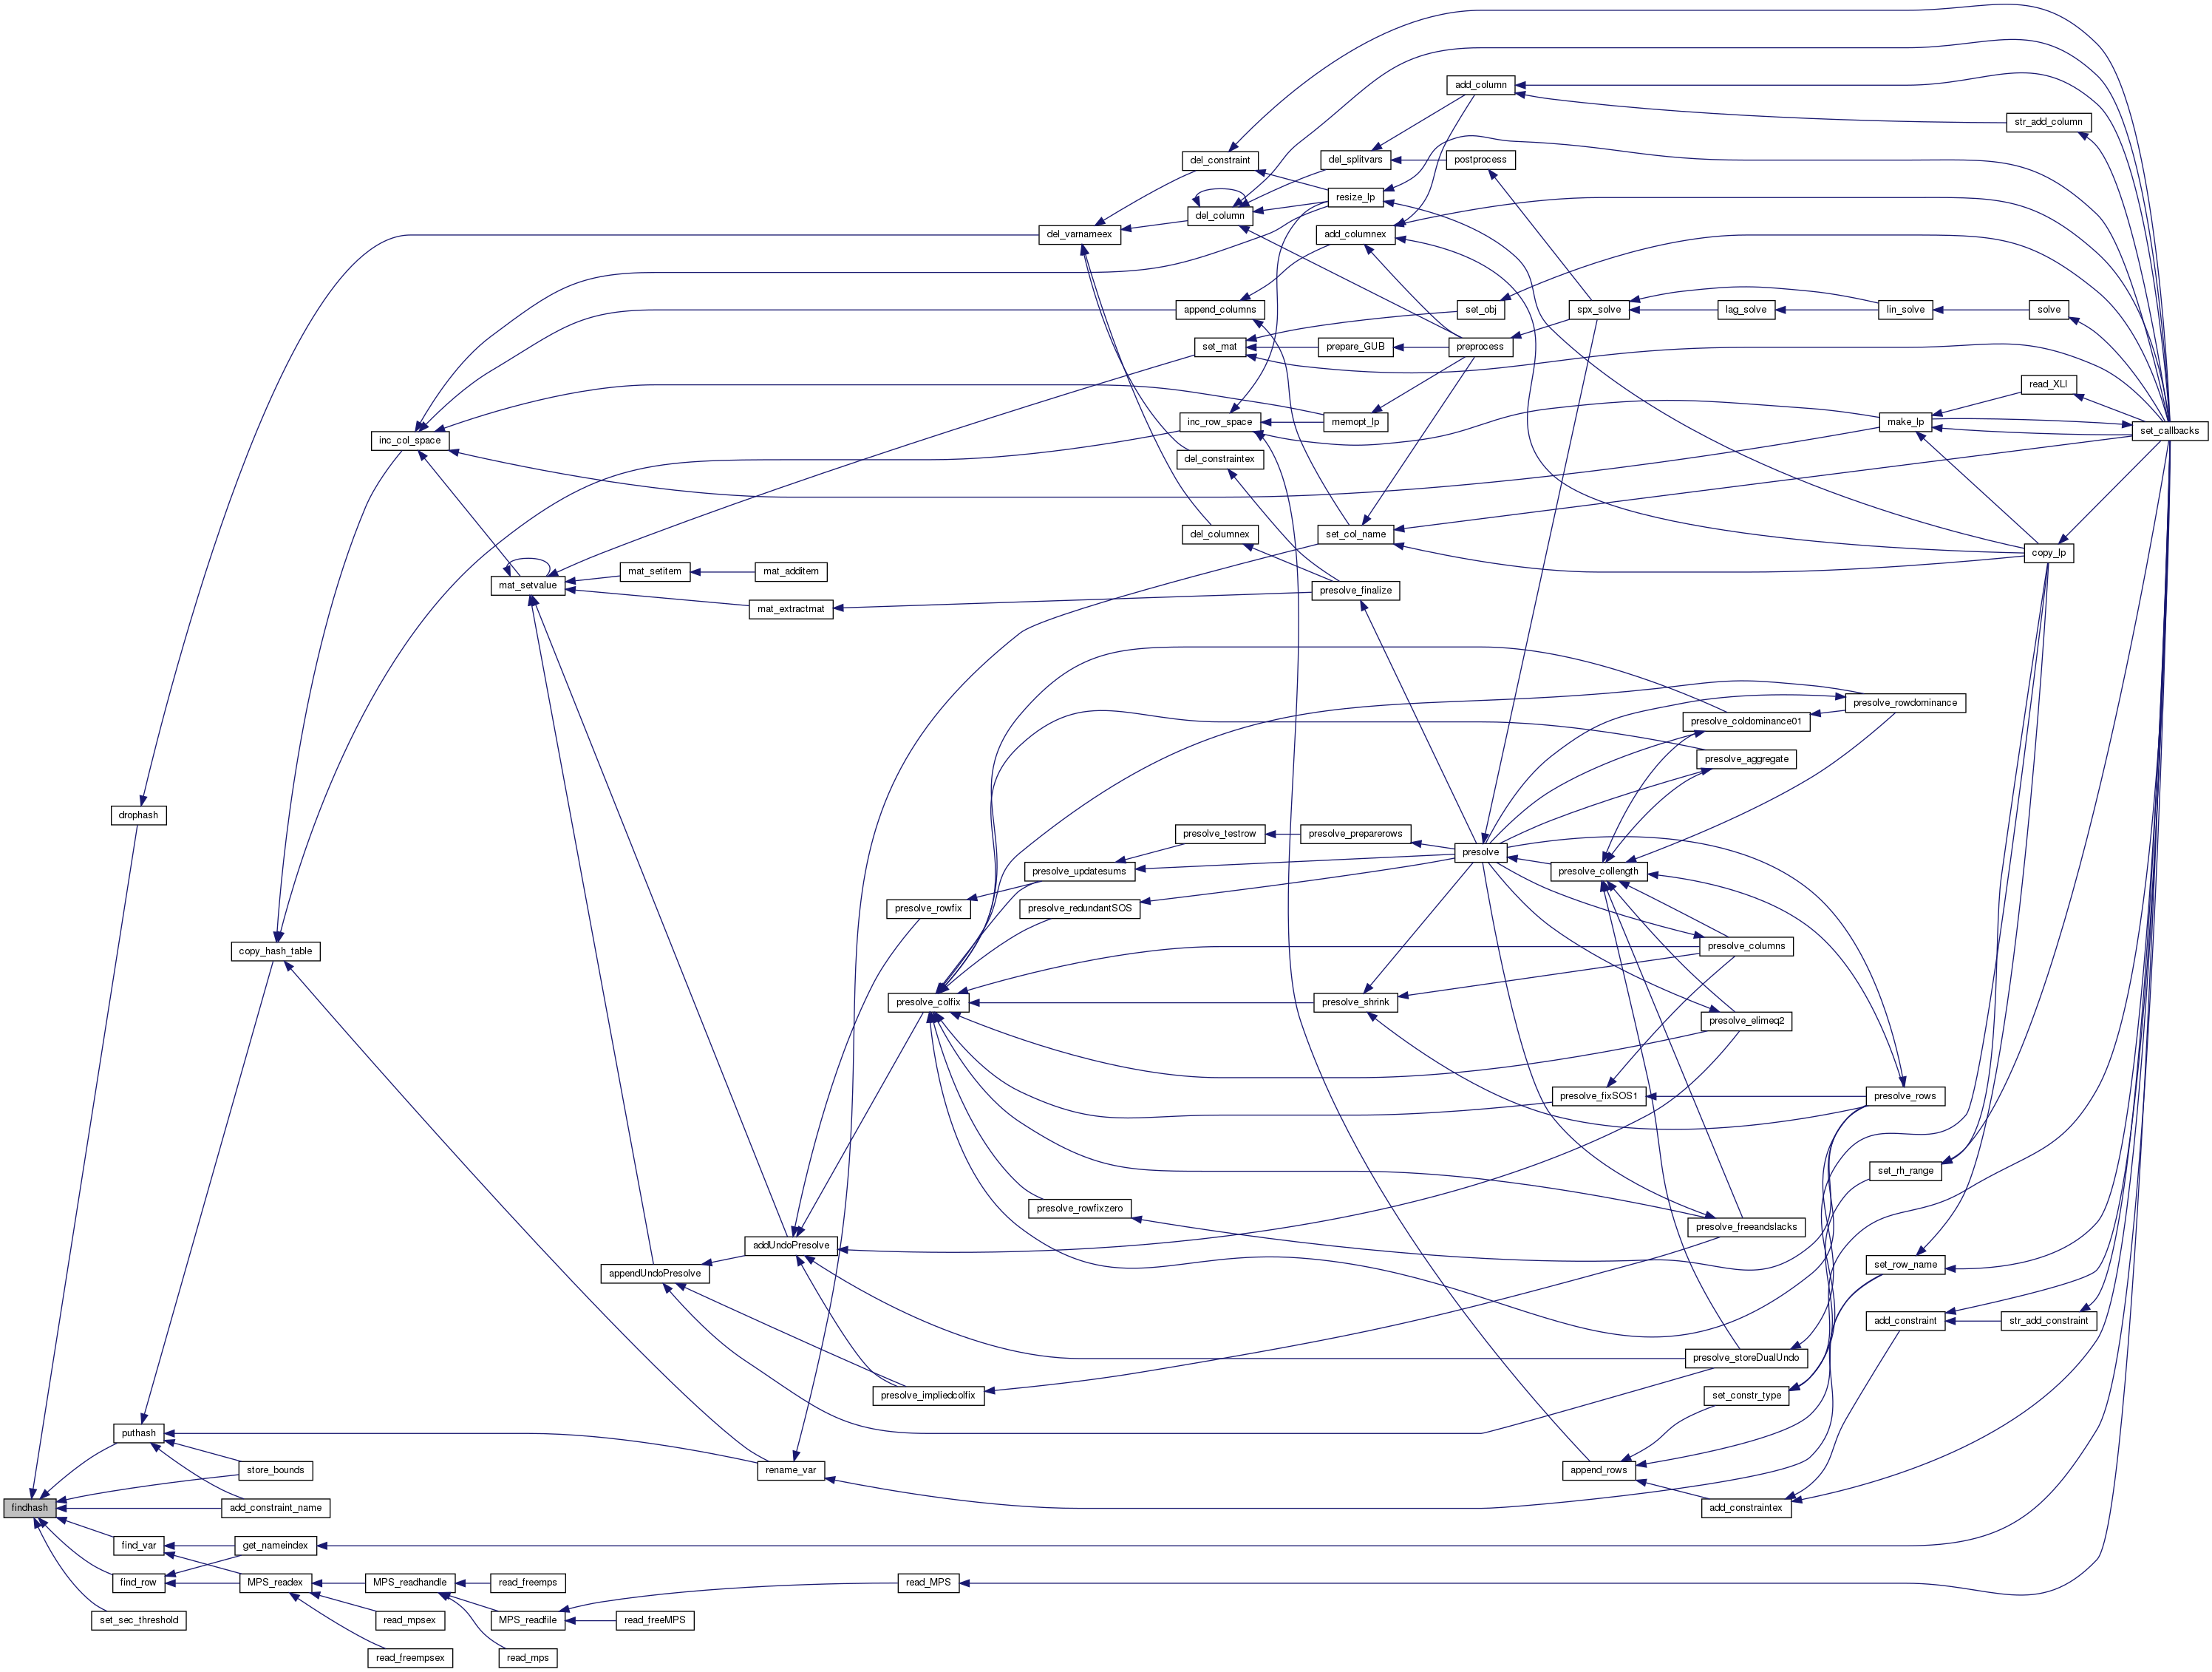 add_column
str_add_column
del_constraint
del_splitvars
postprocess
resize_lp
del_column
add_columnex
del_varnameex
append_columns
set_obj
spx_solve
lag_solve
lin_solve
solve
set_mat
prepare_GUB
preprocess
read_XLI
inc_row_space
memopt_lp
make_lp
set_callbacks
inc_col_space
del_constraintex
del_columnex
set_col_name
copy_lp
mat_setitem
mat_additem
mat_setvalue
presolve_finalize
mat_extractmat
presolve_rowdominance
presolve_coldominance01
presolve_aggregate
drophash
presolve_testrow
presolve_preparerows
presolve
presolve_updatesums
presolve_collength
presolve_rowfix
presolve_redundantSOS
copy_hash_table
presolve_columns
presolve_colfix
presolve_shrink
presolve_elimeq2
presolve_fixSOS1
presolve_rows
set_rh_range
presolve_rowfixzero
presolve_freeandslacks
addUndoPresolve
set_row_name
appendUndoPresolve
add_constraint
str_add_constraint
presolve_storeDualUndo
presolve_impliedcolfix
set_constr_type
puthash
store_bounds
rename_var
append_rows
findhash
add_constraint_name
add_constraintex
find_var
get_nameindex
find_row
MPS_readex
MPS_readhandle
read_freemps
read_MPS
set_sec_threshold
read_mpsex
MPS_readfile
read_freeMPS
read_freempsex
read_mps